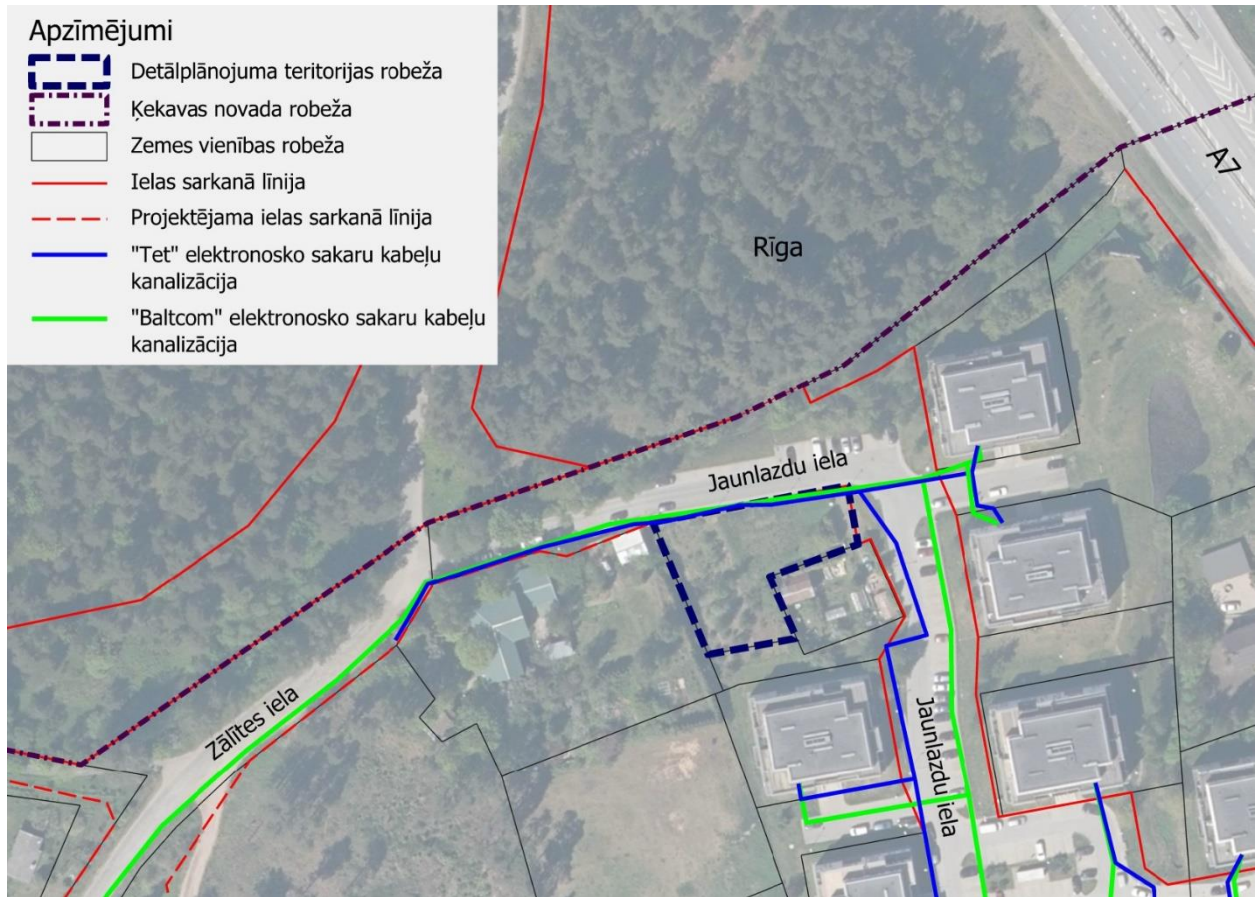 Apzīmējumi
Detālplānojuma teritorijas robeža
Ķekavas novada robeža
Zemes vienības robeža
Ielas sarkanā līnija
Projektējama ielas sarkanā līnija
"Tet" elektronosko sakaru kabeļu
kanalizācija
"Baltcom" elektronosko sakaru kabeļu
kanalizācija
A7
Rīga
Jaunlazdu iela
Zālītes iela
Jaunlazdu iela